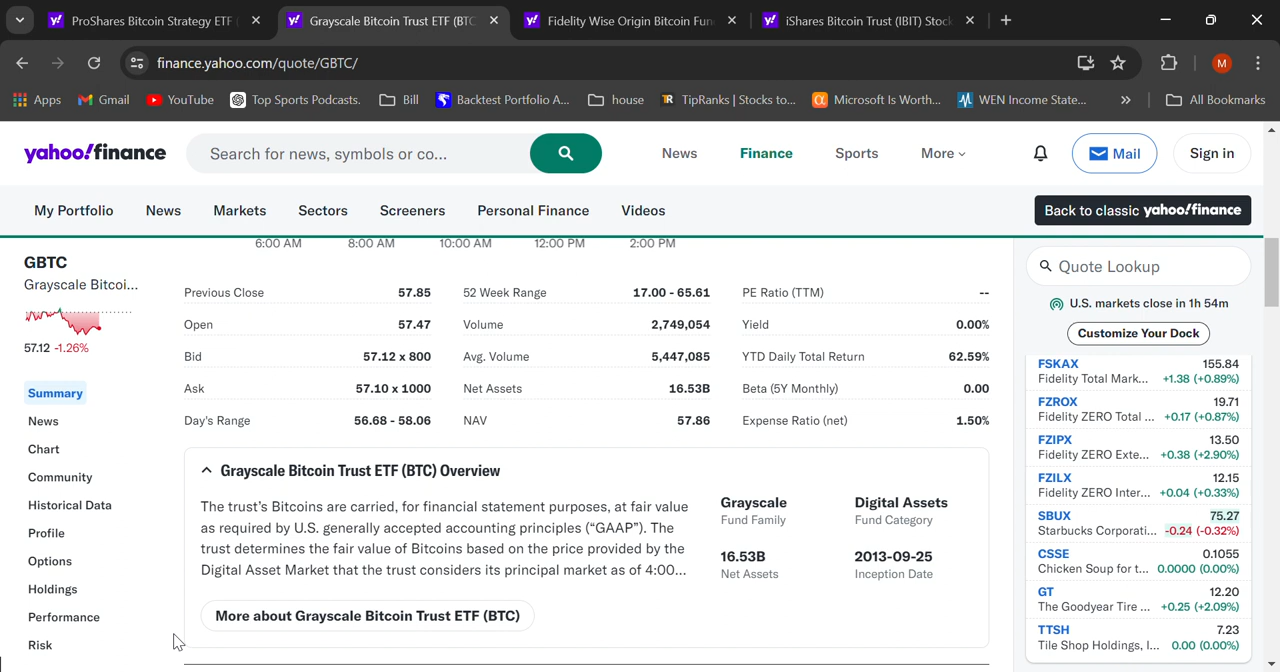 ProShares Bitcoin Strategy ETF
Grayscale Bitcoin Trust ETF (BTC
Fidelity Wise Origin Bitcoin Fun
iShares Bitcoin Trust (IBIT) Stock
finance.yahoo.com/quote/GBTC/
M
Apps
Gmail
YouTube
Top Sports Podcasts.
Bill
Backtest Portfolio A...
house
TipRanks | Stocks to...
Microsoft Is Worth...
WEN Income State...
All Bookmarks
yahoo!finance
Search for news, symbols or co...
News
Finance
Sports
More
Mail
Sign in
My Portfolio
News
Markets
Sectors
Screeners
Personal Finance
Videos
Back to classic yahoo!finance
GBTC
Grayscale Bitcoi...
57.12 -1.26%
Summary
News
Chart
Community
Historical Data
Profile
Options
Holdings
Performance
Risk
6:00 AM 8:00 AM 10:00 AM 12:00 PM 2:00 PM
Previous Close 57.85
Open 57.47
Bid 57.12 x 800
Ask 57.10 x 1000
Day's Range 56.68 - 58.06
52 Week Range 17.00 - 65.61
Volume 2,749,054
Avg. Volume 5,447,085
Net Assets 16.53B
NAV 57.86
PE Ratio (TTM) --
Yield 0.00%
YTD Daily Total Return 62.59%
Beta (5Y Monthly) 0.00
Expense Ratio (net) 1.50%
Grayscale Bitcoin Trust ETF (BTC) Overview
The trust's Bitcoins are carried, for financial statement purposes, at fair value
as required by U.S. generally accepted accounting principles (“GAAP”). The
trust determines the fair value of Bitcoins based on the price provided by the
Digital Asset Market that the trust considers its principal market as of 4:00...
More about Grayscale Bitcoin Trust ETF (BTC)
Grayscale
Fund Family
Digital Assets
Fund Category
16.53B
Net Assets
2013-09-25
Inception Date
Quote Lookup
U.S. markets close in 1h 54m
Customize Your Dock
FSKAX 155.84
Fidelity Total Mark... +1.38 (+0.89%)
FZROX 19.71
Fidelity ZERO Total ... +0.17 (+0.87%)
FZIPX 13.50
Fidelity ZERO Exte... +0.38 (+2.90%)
FZILX 12.15
Fidelity ZERO Inter... +0.04 (+0.33%)
SBUX 75.27
Starbucks Corporati... -0.24 (-0.32%)
CSSE 0.1055
Chicken Soup for t... 0.0000 (0.00%)
GT 12.20
The Goodyear Tire ... +0.25 (+2.09%)
TTSH 7.23
Tile Shop Holdings, I... 0.00 (0.00%)